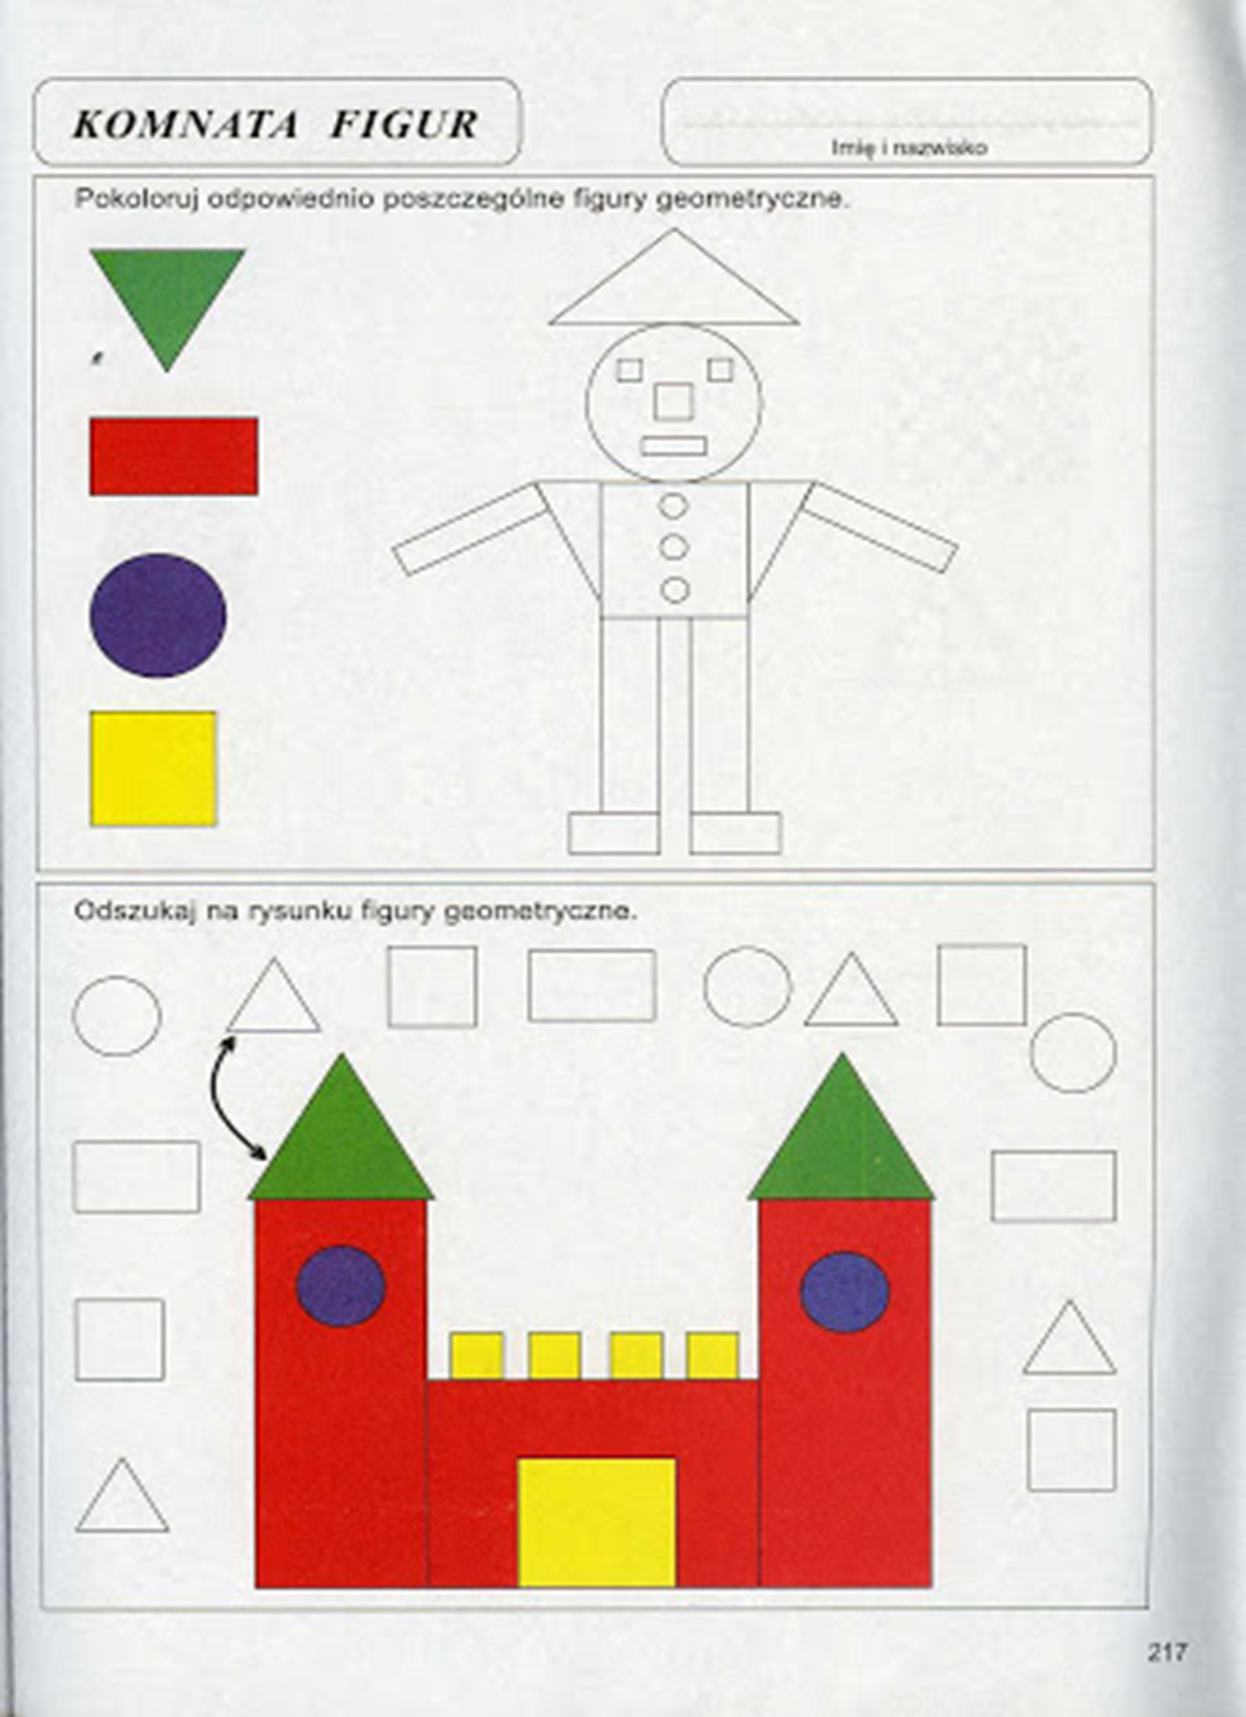 KOMNATA FIGUR
Imię i nazwisko
Pokoloruj odpowiednio poszczególne figury geometryczne.
Odszukaj na rysunku figury geometryczne.
217